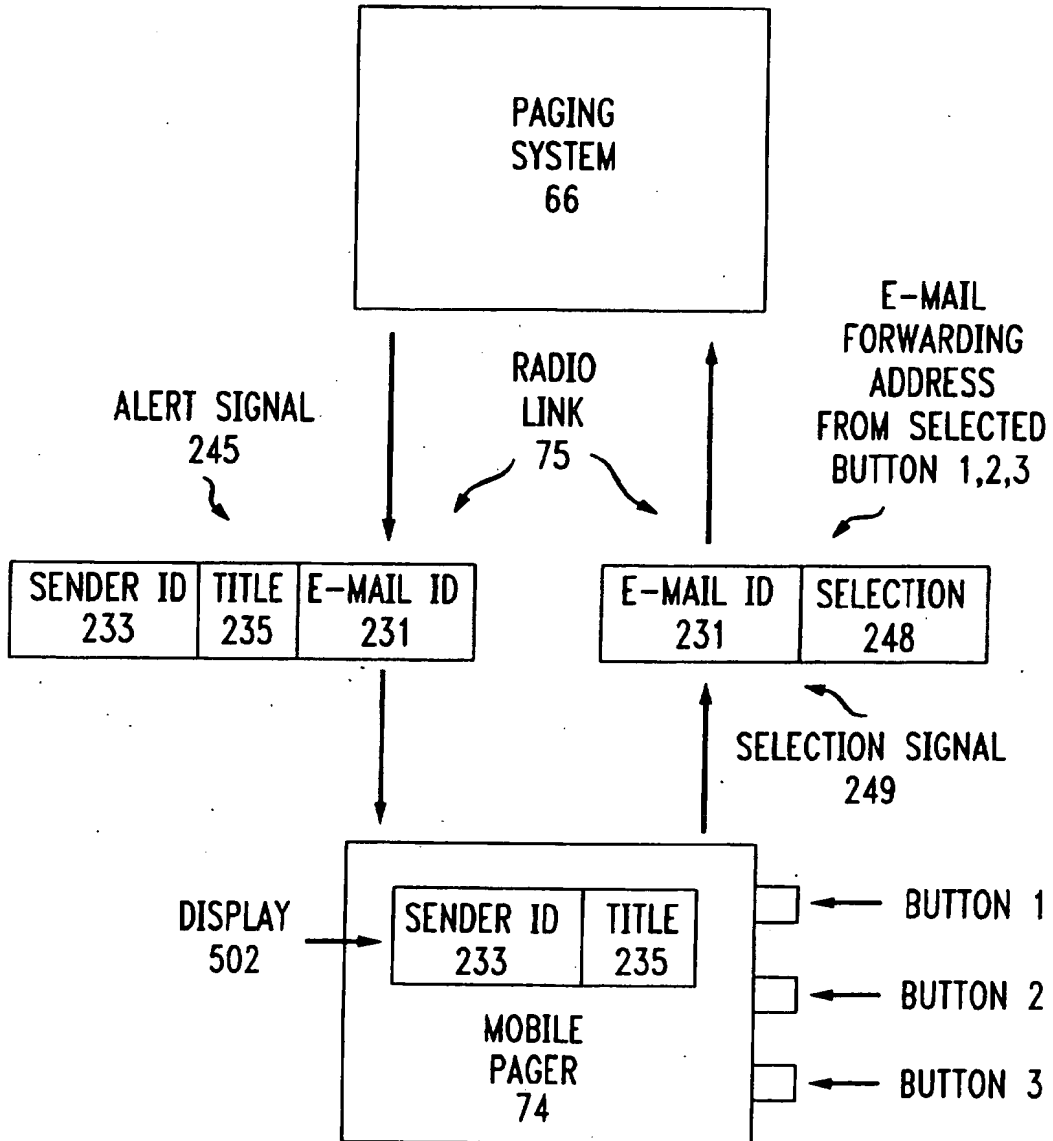 PAGING
SYSTEM
66
ALERT SIGNAL
245
RADIO
LINK
75
E-MAIL
FORWARDING
ADDRESS
FROM SELECTED
BUTTON 1,2,3
SENDER ID
233
TITLE
235
E-MAIL ID
231
E-MAIL ID
231
SELECTION
248
SELECTION SIGNAL
249
DISPLAY
502
SENDER ID
233
TITLE
235
MOBILE
PAGER
74
BUTTON 1
BUTTON 2
BUTTON 3